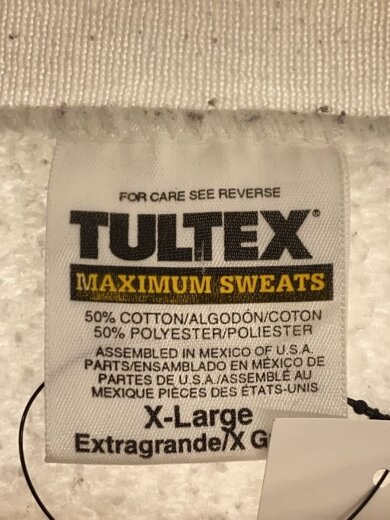 FOR CARE SEE REVERSE
TULTEX®
MAXIMUM SWEATS
50% COTTON/ALGODÓN/COTON
50% POLYESTER/POLIESTER
ASSEMBLED IN MEXICO OF U.S.A.
PARTS/ENSAMBLADO EN MÉXICO DE
PARTES DE U.S.A./ASSEMBLÉ AU
MEXIQUE PIÈCES DES ÉTATS-UNIS
X-Large
Extragrande/X